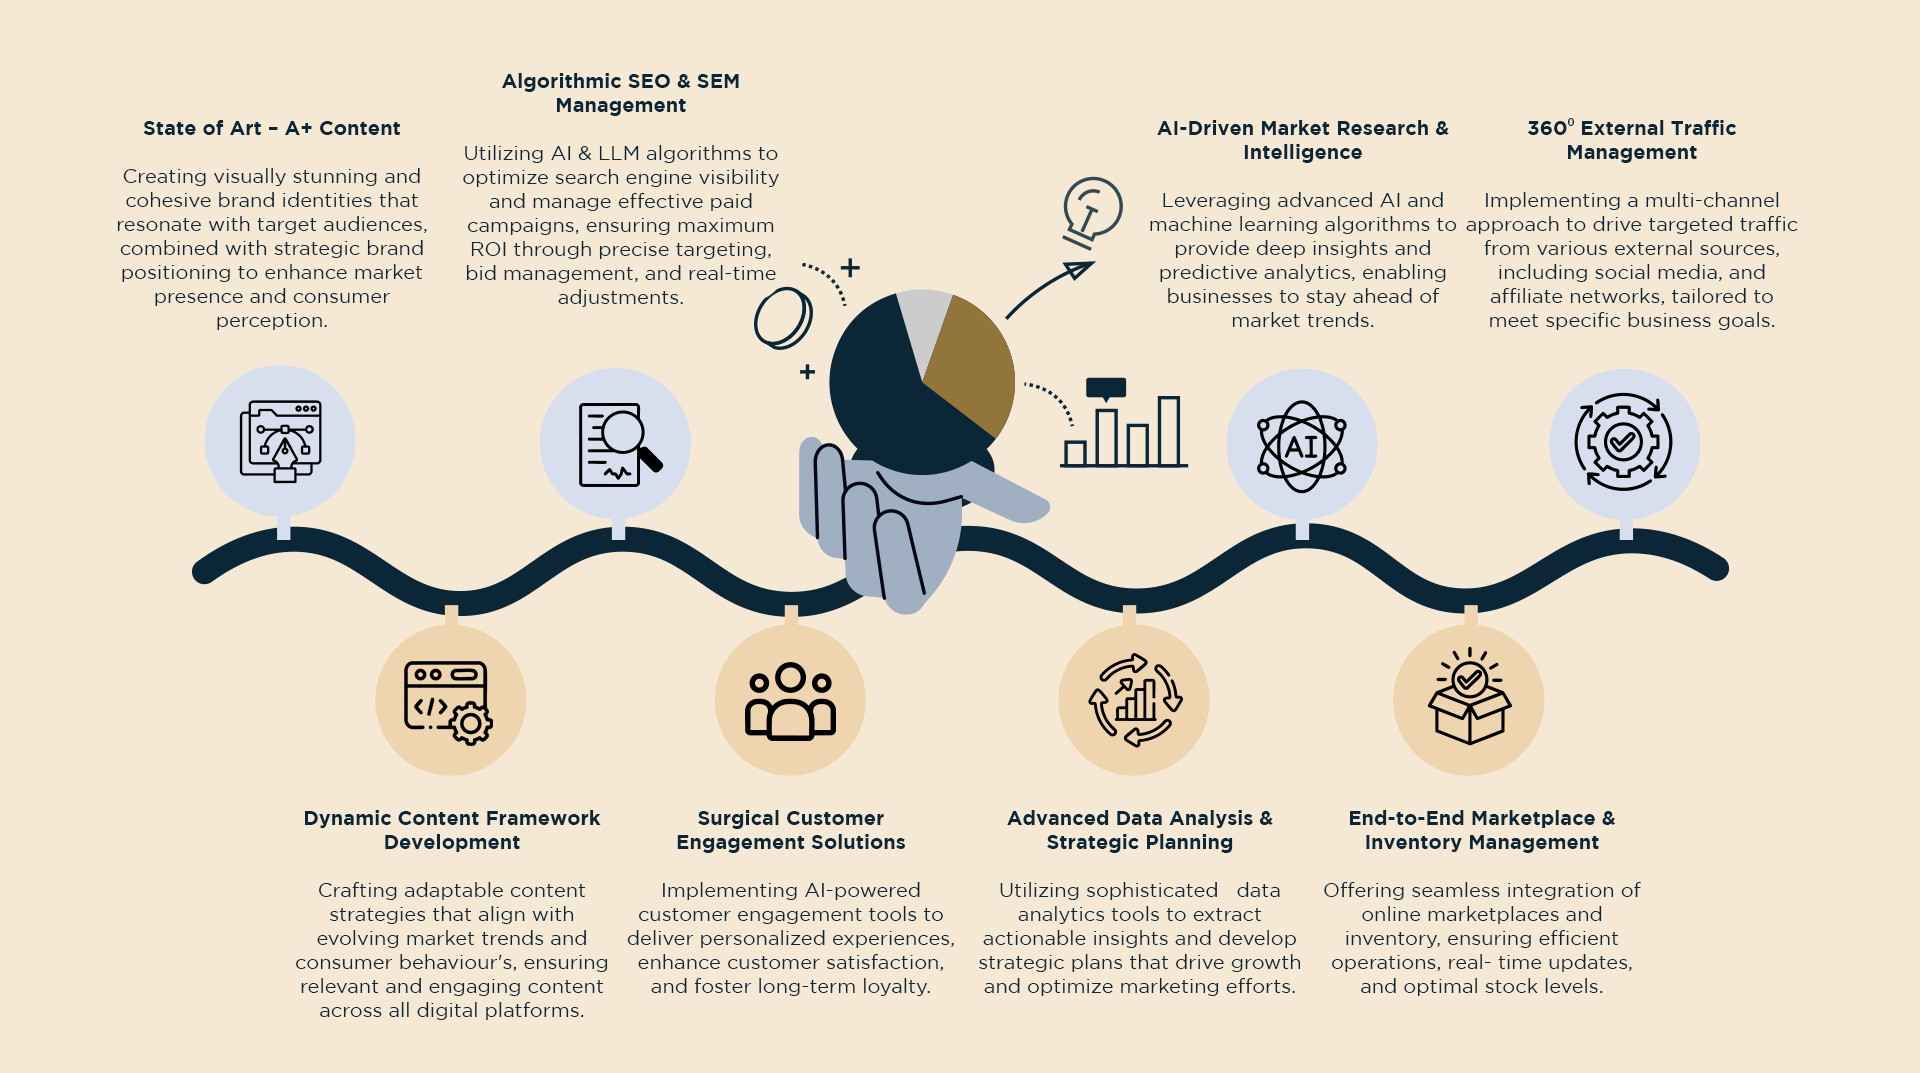 State of Art – A+ Content
Creating visually stunning and
cohesive brand identities that
resonate with target audiences,
combined with strategic brand
positioning to enhance market
presence and consumer
perception.
Algorithmic SEO & SEM
Management
Utilizing AI & LLM algorithms to
optimize search engine visibility
and manage effective paid
campaigns, ensuring maximum
ROI through precise targeting,
bid management, and real-time
adjustments.
AI-Driven Market Research &
Intelligence
Leveraging advanced AI and
machine learning algorithms to
provide deep insights and
predictive analytics, enabling
businesses to stay ahead of
market trends.
360⁰ External Traffic
Management
Implementing a multi-channel
approach to drive targeted traffic
from various external sources,
including social media, and
affiliate networks, tailored to
meet specific business goals.
AI
</>
Dynamic Content Framework
Development
Crafting adaptable content
strategies that align with
evolving market trends and
consumer behaviour's, ensuring
relevant and engaging content
across all digital platforms.
Surgical Customer
Engagement Solutions
Implementing AI-powered
customer engagement tools to
deliver personalized experiences,
enhance customer satisfaction,
and foster long-term loyalty.
Advanced Data Analysis &
Strategic Planning
Utilizing sophisticated   data
analytics tools to extract
actionable insights and develop
strategic plans that drive growth
and optimize marketing efforts.
End-to-End Marketplace &
Inventory Management
Offering seamless integration of
online marketplaces and
inventory, ensuring efficient
operations, real- time updates,
and optimal stock levels.